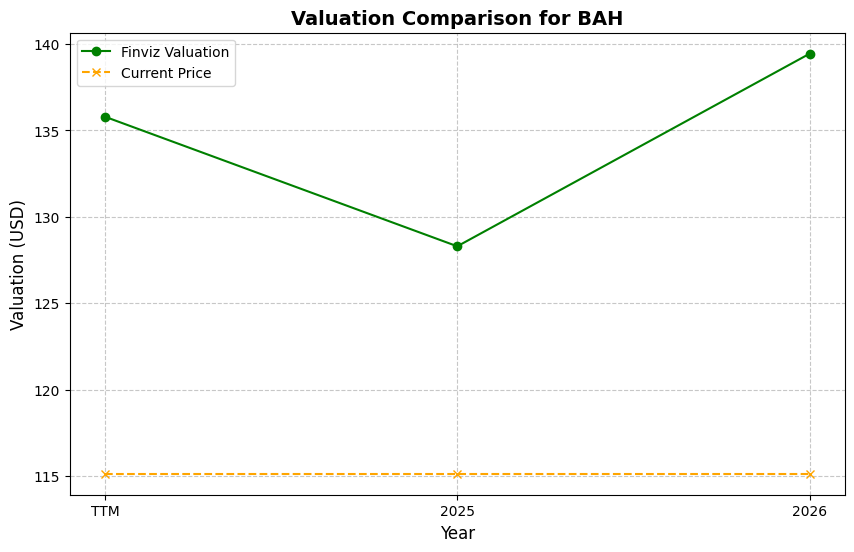 Valuation Comparison for BAH
Finviz Valuation
Current Price
Valuation (USD)
140
135
130
125
120
115
TTM
2025
2026
Year